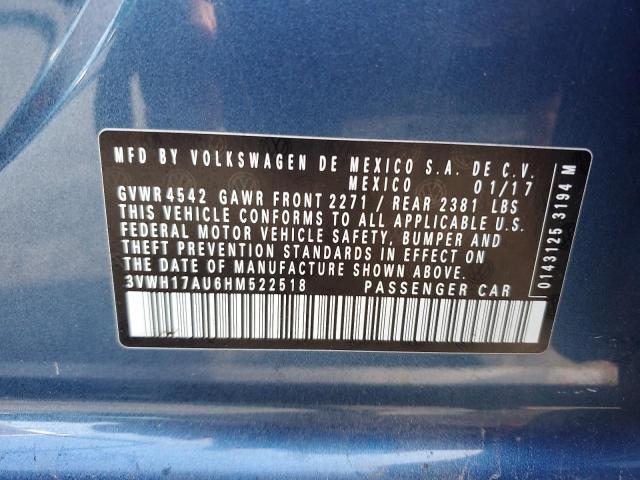 MFD BY VOLKSWAGEN DE MEXICO S.A. DE C.V.
MEXICO 01/17
GVWR 4542 GAWR FRONT 2271 / REAR 2381 LBS
THIS VEHICLE CONFORMS TO ALL APPLICABLE U.S.
FEDERAL MOTOR VEHICLE SAFETY, BUMPER AND
THEFT PREVENTION STANDARDS IN EFFECT ON
THE DATE OF MANUFACTURE SHOWN ABOVE.
3VWH17AU6HM522518 PASSENGER CAR
0143125 3194 M